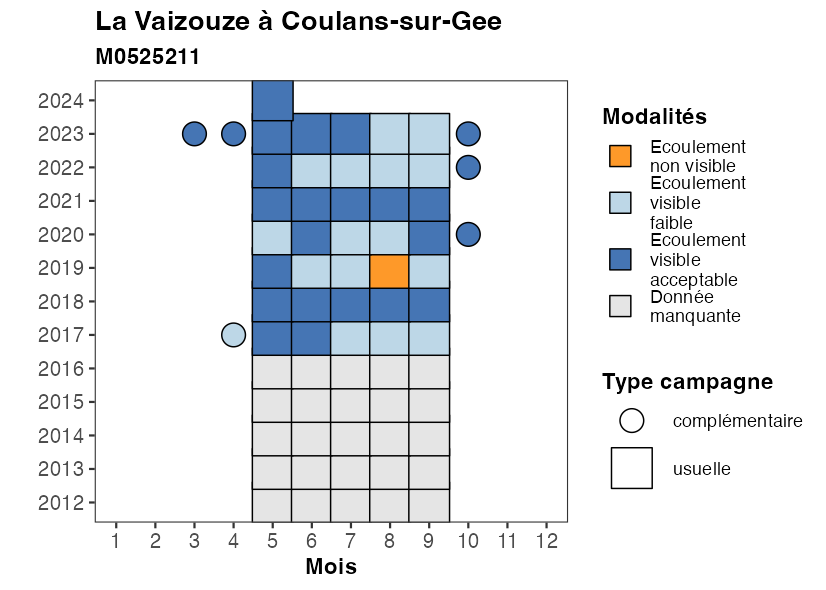 La Vaizouze à Coulans-sur-Gee
M0525211
2024
2023
2022
2021
2020
2019
2018
2017
2016
2015
2014
2013
2012
1 2 3 4 5 6 7 8 9 10 11 12
Mois
Modalités
Ecoulement
non visible
Ecoulement
visible
faible
Ecoulement
visible
acceptable
Donnée
manquante
Type campagne
complémentaire
usuelle